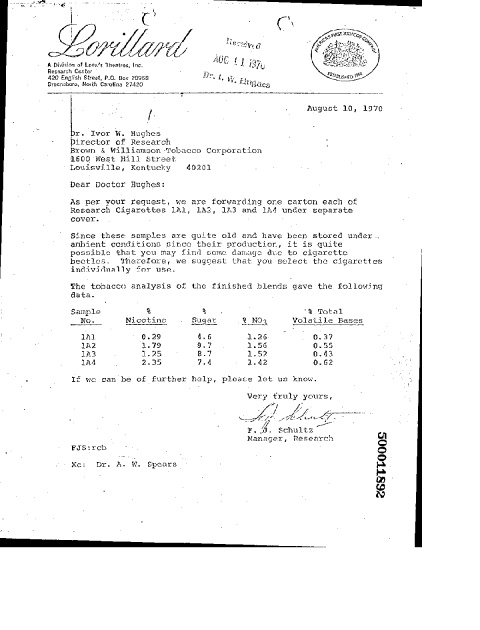 Lorillard
A Division of Loew's Theatres, Inc.
Research Center
420 English Street, P.O. Box 20968
Greensboro, North Carolina 27420
Received
AUG 11 1970
Dr. I. W. Hughes
AMERICA'S FIRST TOBACCO COMPANY
ESTABLISHED 1760
August 10, 1970
Dr. Ivor W. Hughes
Director of Research
Brown & Williamson Tobacco Corporation
1600 West Hill Street
Louisville, Kentucky 40201
Dear Doctor Hughes:
As per your request, we are forwarding one carton each of
Research Cigarettes 1A1, 1A2, 1A3 and 1A4 under separate
cover.
Since these samples are quite old and have been stored under
ambient conditions since their production, it is quite
possible that you may find some damage due to cigarette
beetles. Therefore, we suggest that you select the cigarettes
individually for use.
The tobacco analysis of the finished blends gave the following
data.
Sample % % % Total
No. Nicotine Sugar % NO3 Volatile Bases
1A1 0.29 4.6 1.26 0.37
1A2 1.79 9.7 1.56 0.55
1A3 1.25 8.7 1.52 0.43
1A4 2.35 7.4 1.42 0.62
If we can be of further help, please let us know.
Very truly yours,
F. J. Schultz
Manager, Research
FJS:rcb
Xc: Dr. A. W. Spears
500011892